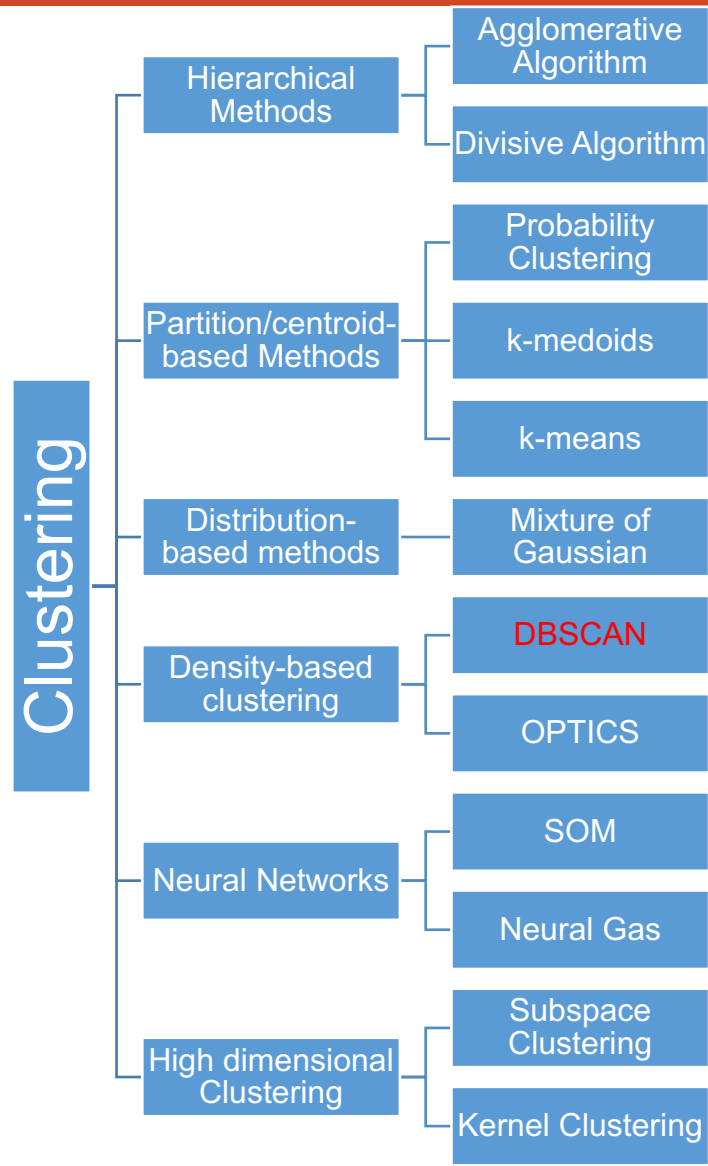 Clustering
Hierarchical
Methods
Agglomerative
Algorithm
Divisive Algorithm
Partition/centroid-
based Methods
Probability
Clustering
k-medoids
k-means
Distribution-
based methods
Mixture of
Gaussian
Density-based
clustering
DBSCAN
OPTICS
Neural Networks
SOM
Neural Gas
High dimensional
Clustering
Subspace
Clustering
Kernel Clustering